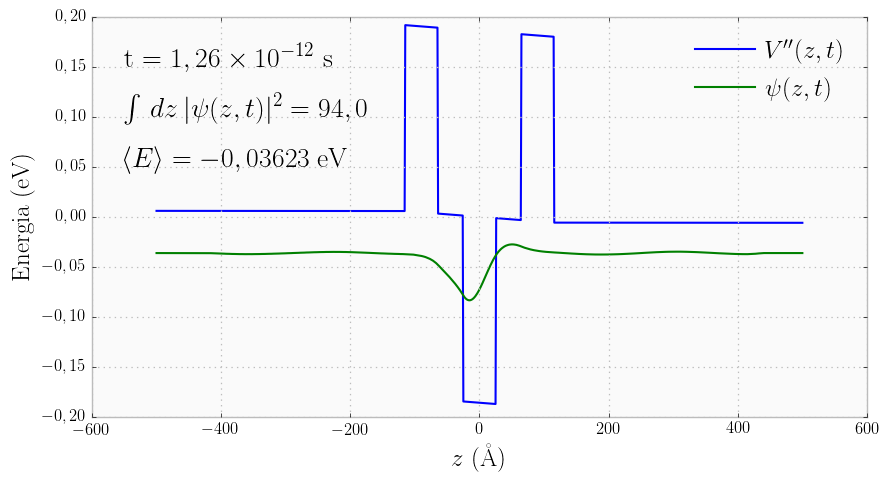 0,20
0,15
0,10
0,05
0,00
−0,05
−0,10
−0,15
−0,20
Energia (eV)
t = 1,26 × 10⁻¹² s
∫ dz |ψ(z, t)|² = 94,0
⟨E⟩ = −0,03623 eV
V′′(z, t)
ψ(z, t)
−600 −400 −200 0 200 400 600
z (Å)